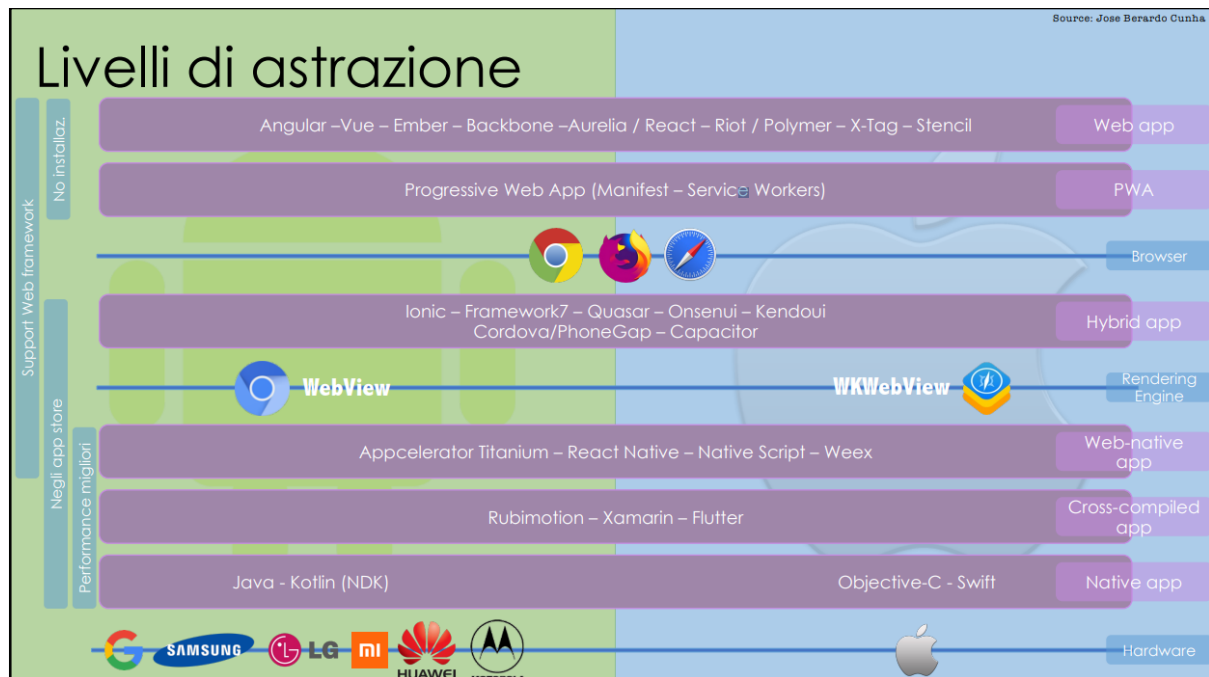 Source: Jose Berardo Cunha
Livelli di astrazione
Support Web framework
No installaz.
Negli app store
Performance migliori
Angular –Vue – Ember – Backbone –Aurelia / React – Riot / Polymer – X-Tag – Stencil
Web app
Progressive Web App (Manifest – Service Workers)
PWA
Browser
Ionic – Framework7 – Quasar – Onsenui – Kendoui
Cordova/PhoneGap – Capacitor
Hybrid app
WebView
WKWebView
Rendering
Engine
Appcelerator Titanium – React Native – Native Script – Weex
Web-native
app
Rubimotion – Xamarin – Flutter
Cross-compiled
app
Java - Kotlin (NDK)
Objective-C - Swift
Native app
G
SAMSUNG
LG
MI
HUAWEI
MOTOROLA
Hardware